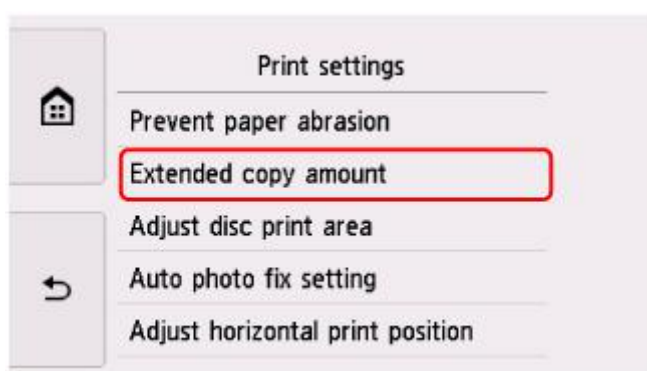 Print settings
Prevent paper abrasion
Extended copy amount
Adjust disc print area
Auto photo fix setting
Adjust horizontal print position